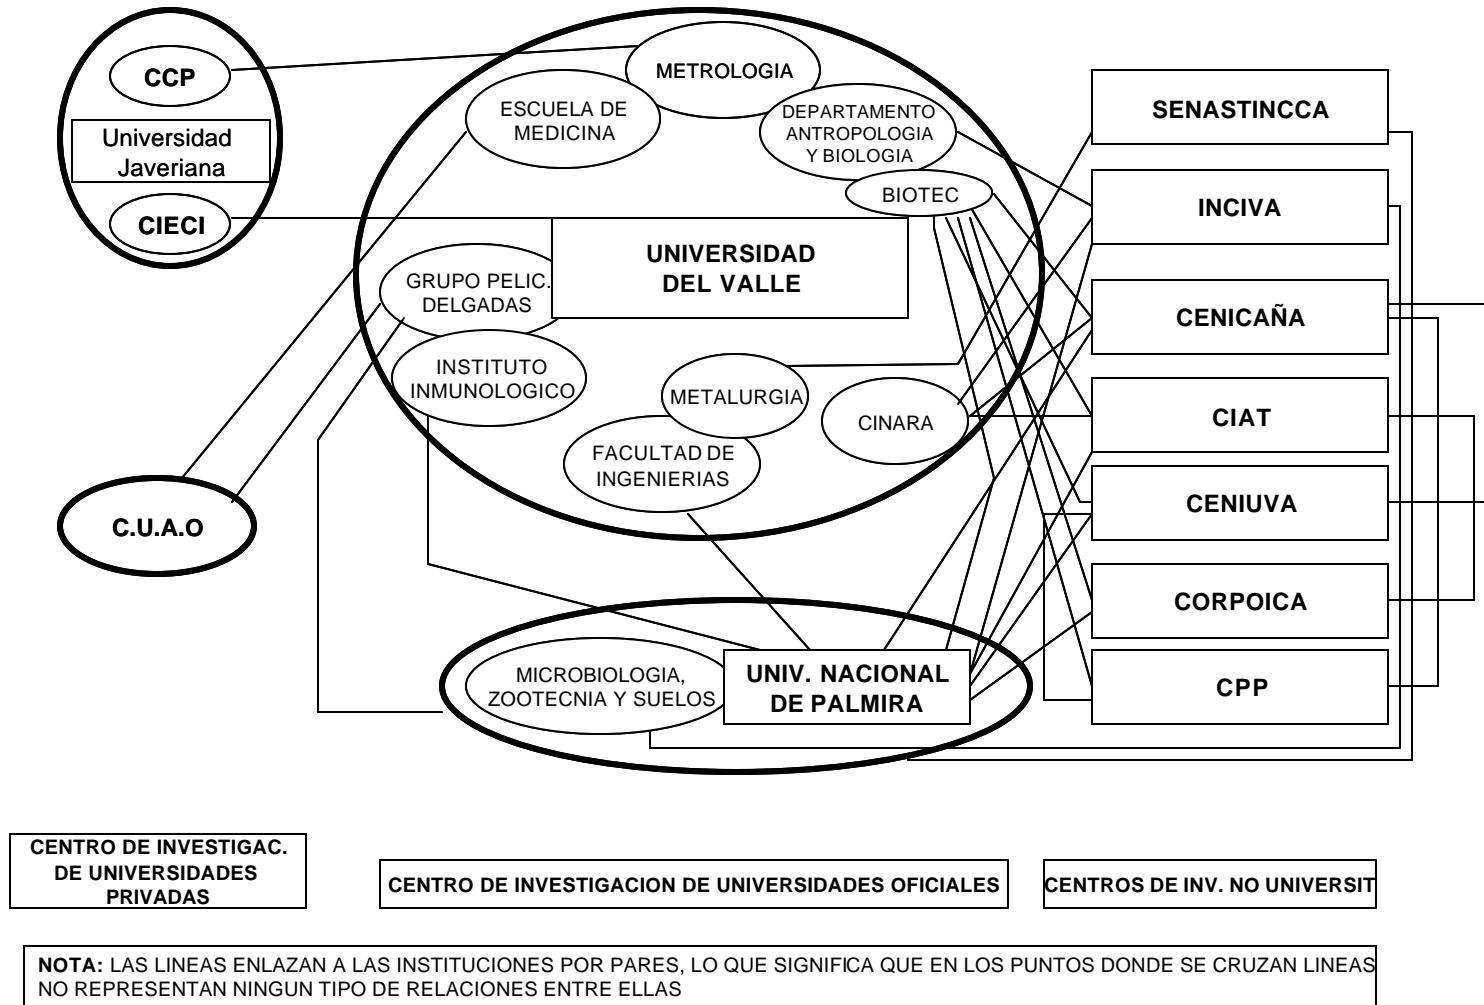 CCP
Universidad
Javeriana
CIECI
C.U.A.O
METROLOGIA
ESCUELA DE
MEDICINA
DEPARTAMENTO
ANTROPOLOGIA
Y BIOLOGIA
BIOTEC
UNIVERSIDAD
DEL VALLE
GRUPO PELIC.
DELGADAS
INSTITUTO
INMUNOLOGICO
METALURGIA
CINARA
FACULTAD DE
INGENIERIAS
MICROBIOLOGIA,
ZOOTECNIA Y SUELOS
UNIV. NACIONAL
DE PALMIRA
SENASTINCCA
INCIVA
CENICAÑA
CIAT
CENIUVA
CORPOICA
CPP
CENTRO DE INVESTIGAC.
DE UNIVERSIDADES
PRIVADAS
CENTRO DE INVESTIGACION DE UNIVERSIDADES OFICIALES
CENTROS DE INV. NO UNIVERSIT
NOTA: LAS LINEAS ENLAZAN A LAS INSTITUCIONES POR PARES, LO QUE SIGNIFICA QUE EN LOS PUNTOS DONDE SE CRUZAN LINEAS
NO REPRESENTAN NINGUN TIPO DE RELACIONES ENTRE ELLAS